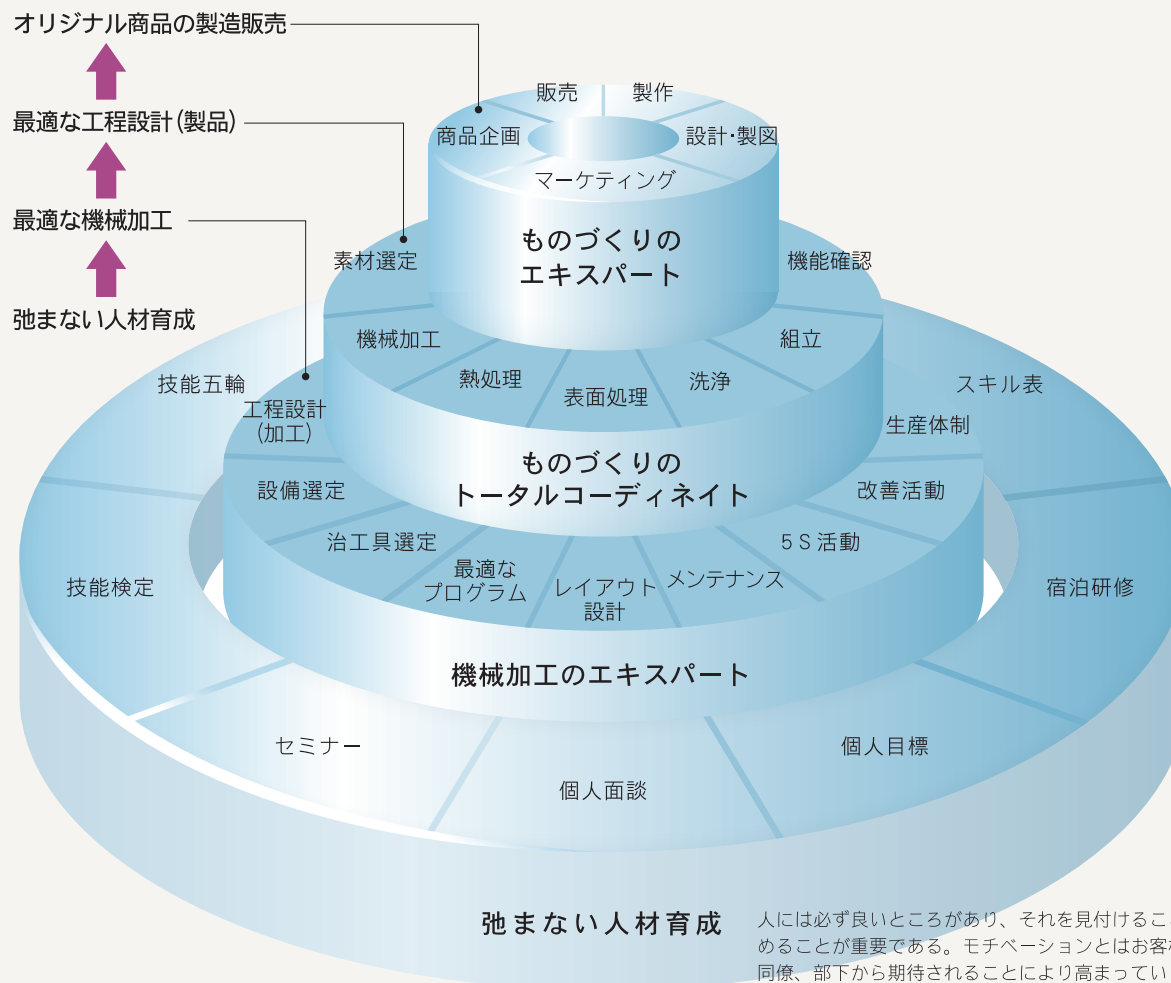 オリジナル商品の製造販売
最適な工程設計(製品)
最適な機械加工
弛まない人材育成
販売
製作
商品企画
設計・製図
マーケティング
ものづくりの
エキスパート
素材選定
機能確認
機械加工
組立
熱処理
洗浄
表面処理
ものづくりの
トータルコーディネイト
技能五輪
スキル表
工程設計
(加工)
生産体制
設備選定
改善活動
治工具選定
5S活動
最適な
プログラム
メンテナンス
レイアウト
設計
機械加工のエキスパート
技能検定
宿泊研修
セミナー
個人目標
個人面談
弛まない人材育成
人には必ず良いところがあり、それを見付けるこ
めることが重要である。モチベーションとはお客
同僚、部下から期待されることにより高まってい